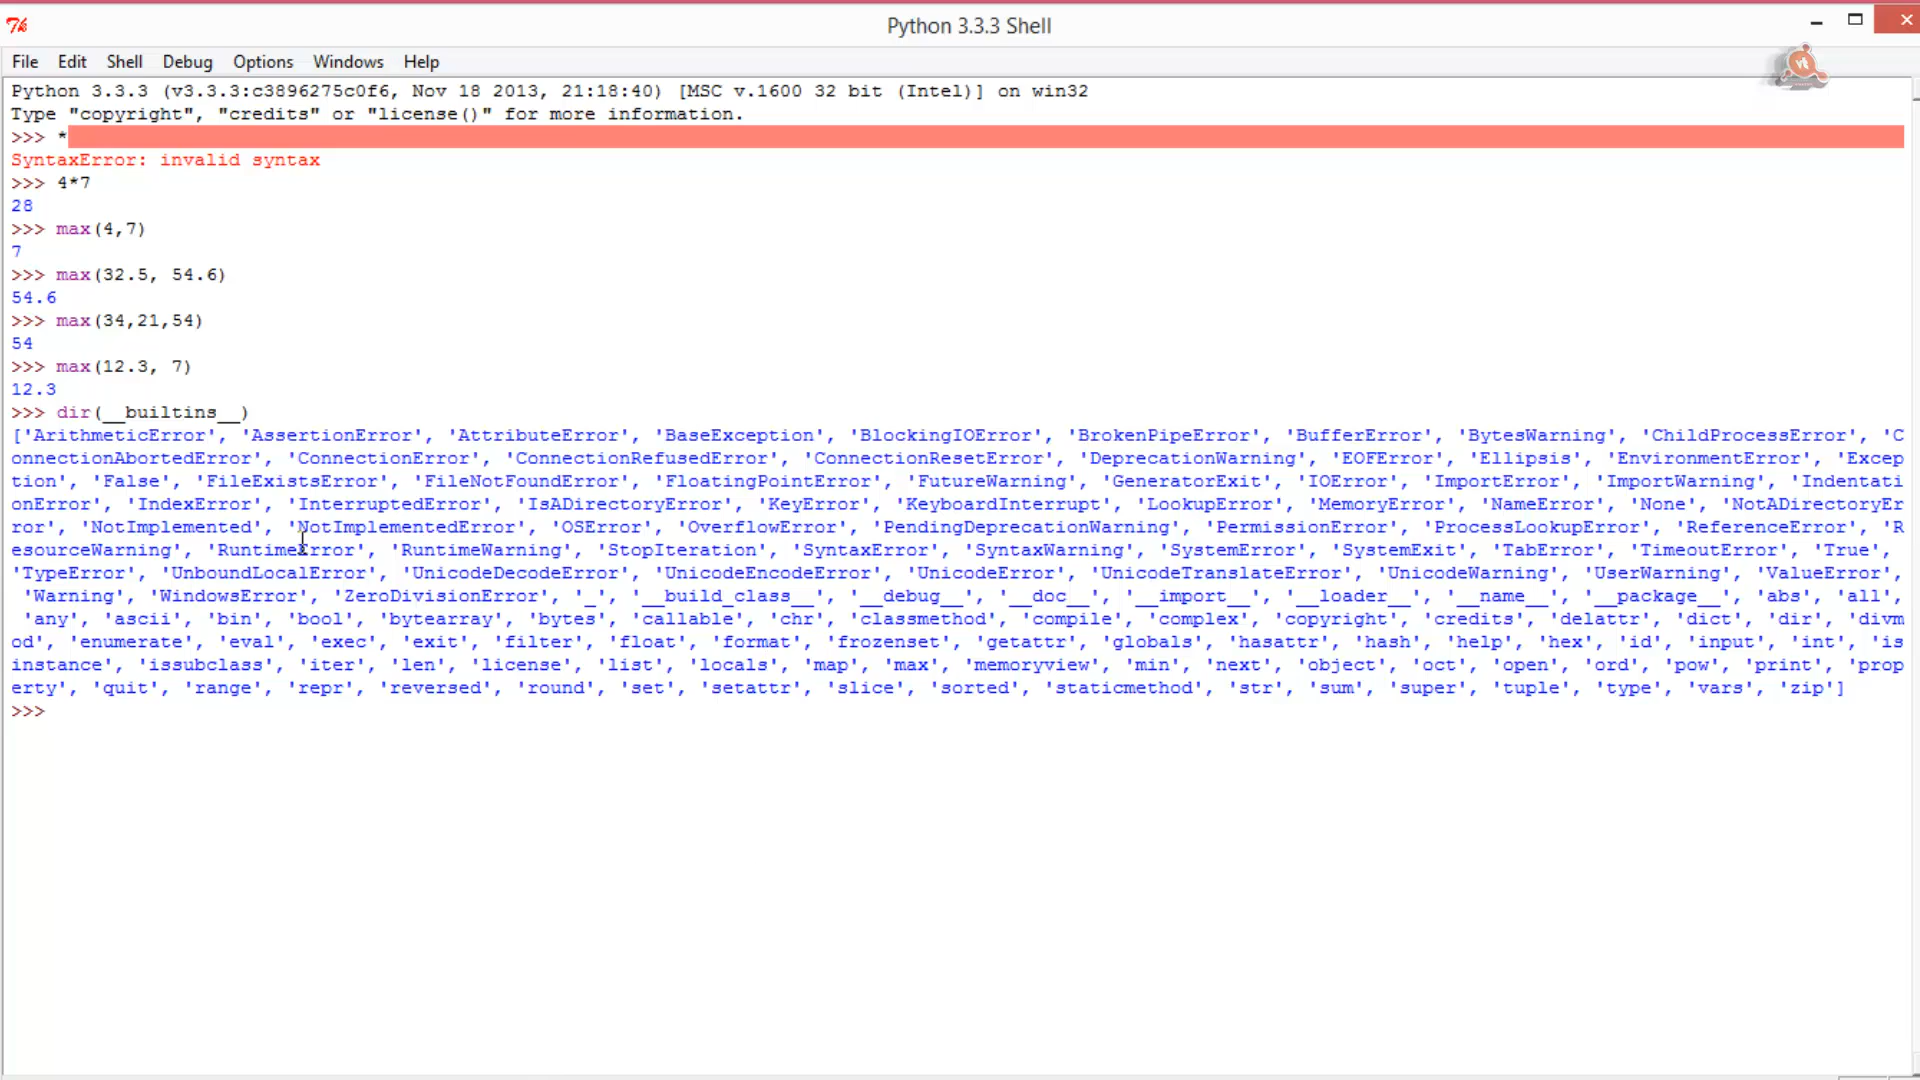 Python 3.3.3 Shell
File Edit Shell Debug Options Windows Help
Python 3.3.3 (v3.3.3:c3896275c0f6, Nov 18 2013, 21:18:40) [MSC v.1600 32 bit (Intel)] on win32
Type "copyright", "credits" or "license()" for more information.
>>> *
SyntaxError: invalid syntax
>>> 4*7
28
>>> max(4,7)
7
>>> max(32.5, 54.6)
54.6
>>> max(34,21,54)
54
>>> max(12.3, 7)
12.3
>>> dir(__builtins__)
['ArithmeticError', 'AssertionError', 'AttributeError', 'BaseException', 'BlockingIOError', 'BrokenPipeError', 'BufferError', 'BytesWarning', 'ChildProcessError', 'C
onnectionAbortedError', 'ConnectionError', 'ConnectionRefusedError', 'ConnectionResetError', 'DeprecationWarning', 'EOFError', 'Ellipsis', 'EnvironmentError', 'Excep
tion', 'False', 'FileExistsError', 'FileNotFoundError', 'FloatingPointError', 'FutureWarning', 'GeneratorExit', 'IOError', 'ImportError', 'ImportWarning', 'Indentati
onError', 'IndexError', 'InterruptedError', 'IsADirectoryError', 'KeyError', 'KeyboardInterrupt', 'LookupError', 'MemoryError', 'NameError', 'None', 'NotADirectoryEr
ror', 'NotImplemented', 'NotImplementedError', 'OSError', 'OverflowError', 'PendingDeprecationWarning', 'PermissionError', 'ProcessLookupError', 'ReferenceError', 'R
esourceWarning', 'RuntimeError', 'RuntimeWarning', 'StopIteration', 'SyntaxError', 'SyntaxWarning', 'SystemError', 'SystemExit', 'TabError', 'TimeoutError', 'True',
'TypeError', 'UnboundLocalError', 'UnicodeDecodeError', 'UnicodeEncodeError', 'UnicodeError', 'UnicodeTranslateError', 'UnicodeWarning', 'UserWarning', 'ValueError',
'Warning', 'WindowsError', 'ZeroDivisionError', '_', '__build_class__', '__debug__', '__doc__', '__import__', '__loader__', '__name__', '__package__', 'abs', 'all',
'any', 'ascii', 'bin', 'bool', 'bytearray', 'bytes', 'callable', 'chr', 'classmethod', 'compile', 'complex', 'copyright', 'credits', 'delattr', 'dict', 'dir', 'divm
od', 'enumerate', 'eval', 'exec', 'exit', 'filter', 'float', 'format', 'frozenset', 'getattr', 'globals', 'hasattr', 'hash', 'help', 'hex', 'id', 'input', 'int', 'is
instance', 'issubclass', 'iter', 'len', 'license', 'list', 'locals', 'map', 'max', 'memoryview', 'min', 'next', 'object', 'oct', 'open', 'ord', 'pow', 'print', 'prop
erty', 'quit', 'range', 'repr', 'reversed', 'round', 'set', 'setattr', 'slice', 'sorted', 'staticmethod', 'str', 'sum', 'super', 'tuple', 'type', 'vars', 'zip']
>>>